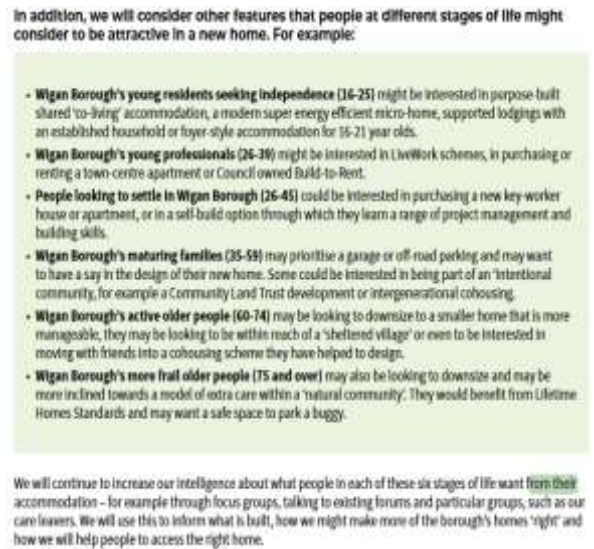 In addition, we will consider other features that people at different stages of life might
consider to be attractive in a new home. For example:
• Wigan Borough's young residents seeking independence (16-25) might be interested in purpose-built
shared 'co-living' accommodation, a modern super energy efficient micro-home, supported lodgings with
an established household or foyer-style accommodation for 16-21 year olds.
• Wigan Borough's young professionals (26-39) might be interested in LiveWork schemes, in purchasing or
renting a town-centre apartment or Council owned Build-to-Rent.
• People looking to settle in Wigan Borough (26-45) could be interested in purchasing a new key-worker
house or apartment, or in a self-build option through which they learn a range of project management and
building skills.
• Wigan Borough's maturing families (35-59) may prioritise a garage or off-road parking and may want
to have a say in the design of their new home. Some could be interested in being part of an 'intentional
community, for example a Community Land Trust development or intergenerational cohousing.
• Wigan Borough's active older people (60-74) may be looking to downsize to a smaller home that is more
manageable, they may be looking to be within reach of a 'sheltered village' or even to be interested in
moving with friends into a cohousing scheme they have helped to design.
• Wigan Borough's more frail older people (75 and over) may also be looking to downsize and may be
more inclined towards a model of extra care within a 'natural community'. They would benefit from Lifetime
Homes Standards and may want a safe space to park a buggy.
We will continue to increase our intelligence about what people in each of these six stages of life want from their
accommodation – for example through focus groups, talking to existing forums and particular groups, such as our
care leavers. We will use this to inform what is built, how we might make more of the borough's homes 'right' and
how we will help people to access the right home.